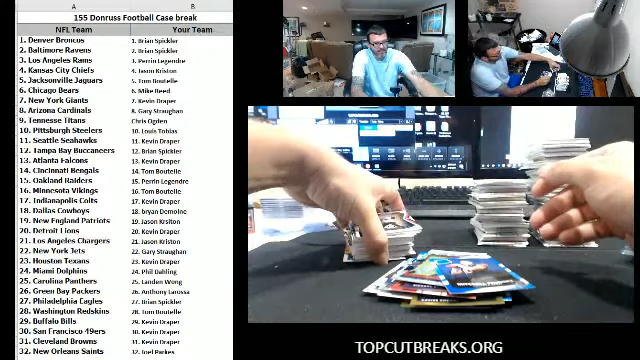 A B
155 Donruss Football Case break
NFL Team Your Team
1. Denver Broncos 1. Brian Spickler
2. Baltimore Ravens 2. Brian Spickler
3. Los Angeles Rams 3. Perrin Legendre
4. Kansas City Chiefs 4. Jason Kriston
5. Jacksonville Jaguars 5. Tom Boutelle
6. Chicago Bears 6. Mike Reed
7. New York Giants 7. Kevin Draper
8. Arizona Cardinals 8. Gary Straughan
9. Tennesse Titans Chris Ogden
10. Pittsburgh Steelers 10. Louis Tobias
11. Seattle Seahawks 11. Kevin Draper
12. Tampa Bay Buccaneers 12. Brian Spickler
13. Atlanta Falcons 13. Kevin Draper
14. Cincinnati Bengals 14. Tom Boutelle
15. Oakland Raiders 15. Perrin Legendre
16. Minnesota Vikings 16. Tom Boutelle
17. Indianapolis Colts 17. Kevin Draper
18. Dallas Cowboys 18. bryan Demoine
19. New England Patriots 19. Jason Kristen
20. Detroit Lions 20. Kevin Draper
21. Los Angeles Chargers 21. Jason Kriston
22. New York Jets 22. Gary Straughan
23. Houston Texans 23. Kevin Draper
24. Miami Dolphins 24. Phil Dahling
25. Carolina Panthers 25. Landen Wong
26. Green Bay Packers 26. Anthony Larossa
27. Philadelphia Eagles 27. Brian Spickler
28. Washington Redskins 28. Tom Boutelle
29. Buffalo Bills 29. Kevin Draper
30. San Francisco 49ers 30. Kevin Draper
31. Cleveland Browns 31. Kevin Draper
32. New Orleans Saints 32. Joel Parkes
TOPCUTBREAKS.ORG